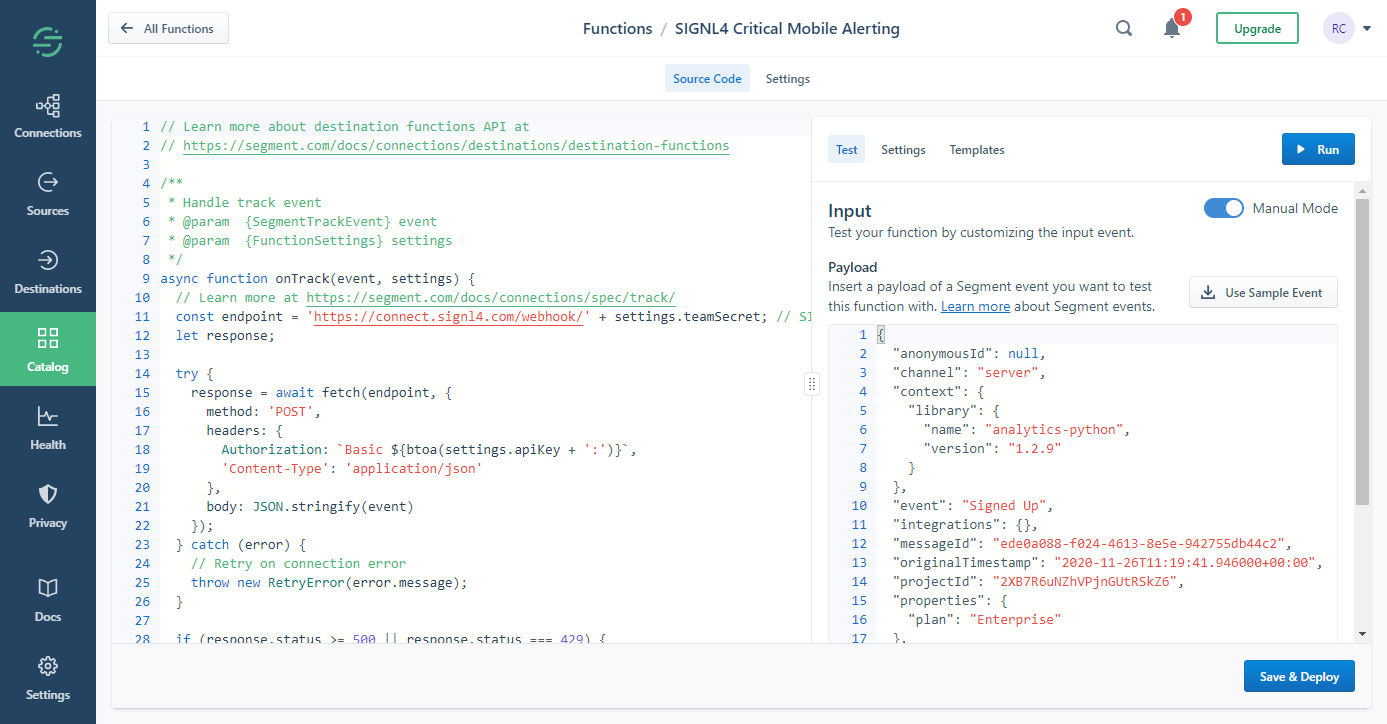 All Functions
Functions / SIGNL4 Critical Mobile Alerting
1
Upgrade
RC
Source Code
Settings
Connections
Sources
Destinations
Catalog
Health
Privacy
Docs
Settings
1 // Learn more about destination functions API at
2 // https://segment.com/docs/connections/destinations/destination-functions
3
4 /**
5 * Handle track event
6 * @param {SegmentTrackEvent} event
7 * @param {FunctionSettings} settings
8 */
9 async function onTrack(event, settings) {
10 // Learn more at https://segment.com/docs/connections/spec/track/
11 const endpoint = 'https://connect.signl4.com/webhook/' + settings.teamSecret; // SI
12 let response;
13
14 try {
15 response = await fetch(endpoint, {
16 method: 'POST',
17 headers: {
18 Authorization: `Basic ${btoa(settings.apiKey + ':')}`,
19 'Content-Type': 'application/json'
20 },
21 body: JSON.stringify(event)
22 });
23 } catch (error) {
24 // Retry on connection error
25 throw new RetryError(error.message);
26 }
27
28 if (response.status >= 500 || response.status === 429) {
Test
Settings
Templates
Run
Input
Manual Mode
Test your function by customizing the input event.
Payload
Insert a payload of a Segment event you want to test
this function with. Learn more about Segment events.
Use Sample Event
1 {
2 "anonymousId": null,
3 "channel": "server",
4 "context": {
5 "library": {
6 "name": "analytics-python",
7 "version": "1.2.9"
8 }
9 },
10 "event": "Signed Up",
11 "integrations": {},
12 "messageId": "ede0a088-f024-4613-8e5e-942755db44c2",
13 "originalTimestamp": "2020-11-26T11:19:41.946000+00:00",
14 "projectId": "2XB7R6uNZhVPjnGUtRSkZ6",
15 "properties": {
16 "plan": "Enterprise"
17 },
Save & Deploy